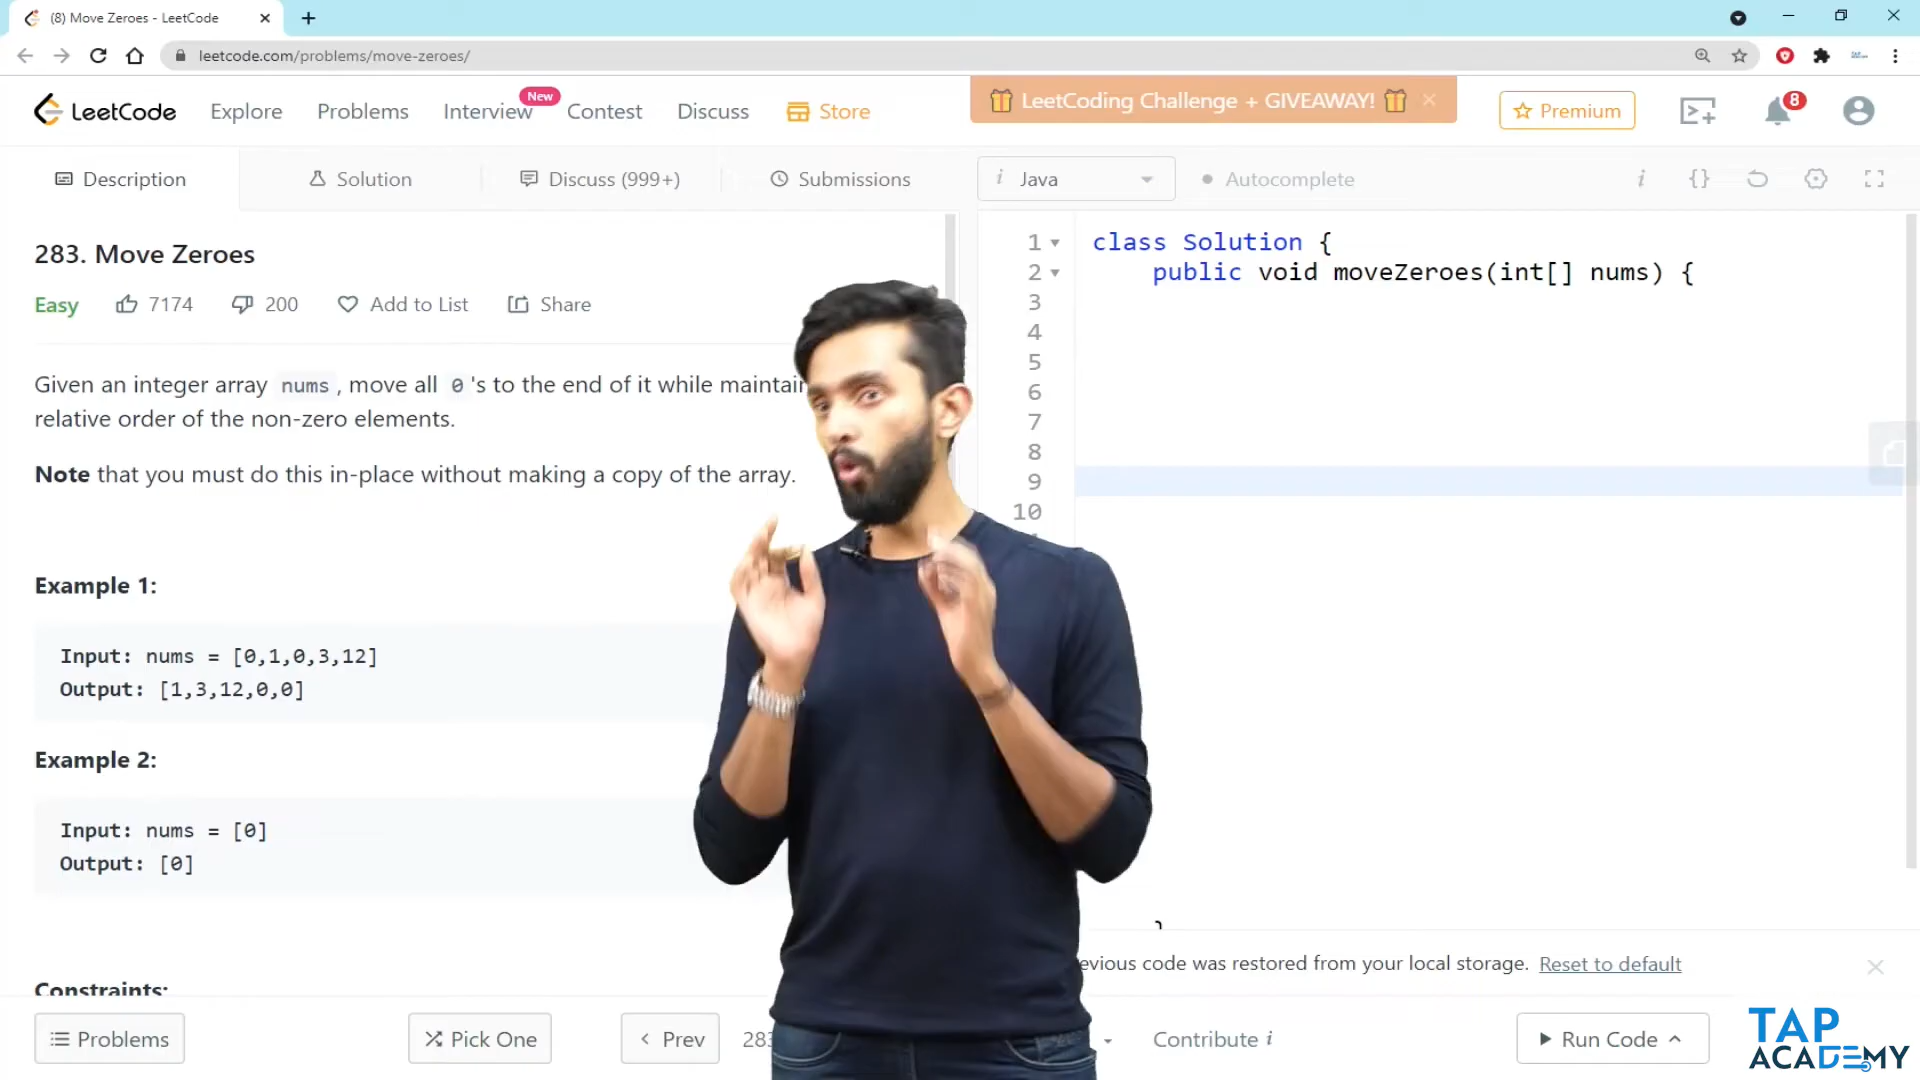 (8) Move Zeroes - LeetCode
leetcode.com/problems/move-zeroes/
LeetCode
Explore
Problems
Interview
New
Contest
Discuss
Store
LeetCoding Challenge + GIVEAWAY!
Premium
8
Description
Solution
Discuss (999+)
Submissions
i Java
Autocomplete
i
{}
283. Move Zeroes
Easy
7174
200
Add to List
Share
Given an integer array nums, move all 0's to the end of it while maintain
relative order of the non-zero elements.
Note that you must do this in-place without making a copy of the array.
Example 1:
Input: nums = [0,1,0,3,12]
Output: [1,3,12,0,0]
Example 2:
Input: nums = [0]
Output: [0]
Constraints:
1 class Solution {
2 public void moveZeroes(int[] nums) {
3
4
5
6
7
8
9
10
}
evious code was restored from your local storage. Reset to default
Problems
Pick One
Prev
283
Contribute i
Run Code
TAP
ACADEMY